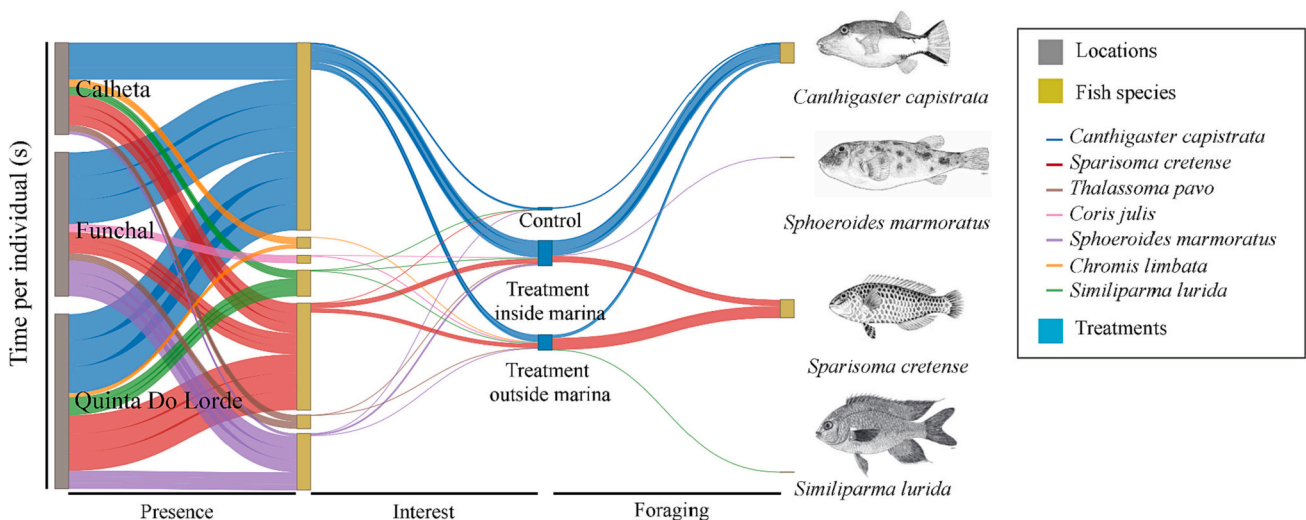 Time per individual (s)
Calheta
Funchal
Quinta Do Lorde
Control
Treatment
inside marina
Treatment
outside marina
Canthigaster capistrata
Sphoeroides marmoratus
Sparisoma cretense
Similiparma lurida
Presence
Interest
Foraging
Locations
Fish species
Canthigaster capistrata
Sparisoma cretense
Thalassoma pavo
Coris julis
Sphoeroides marmoratus
Chromis limbata
Similiparma lurida
Treatments